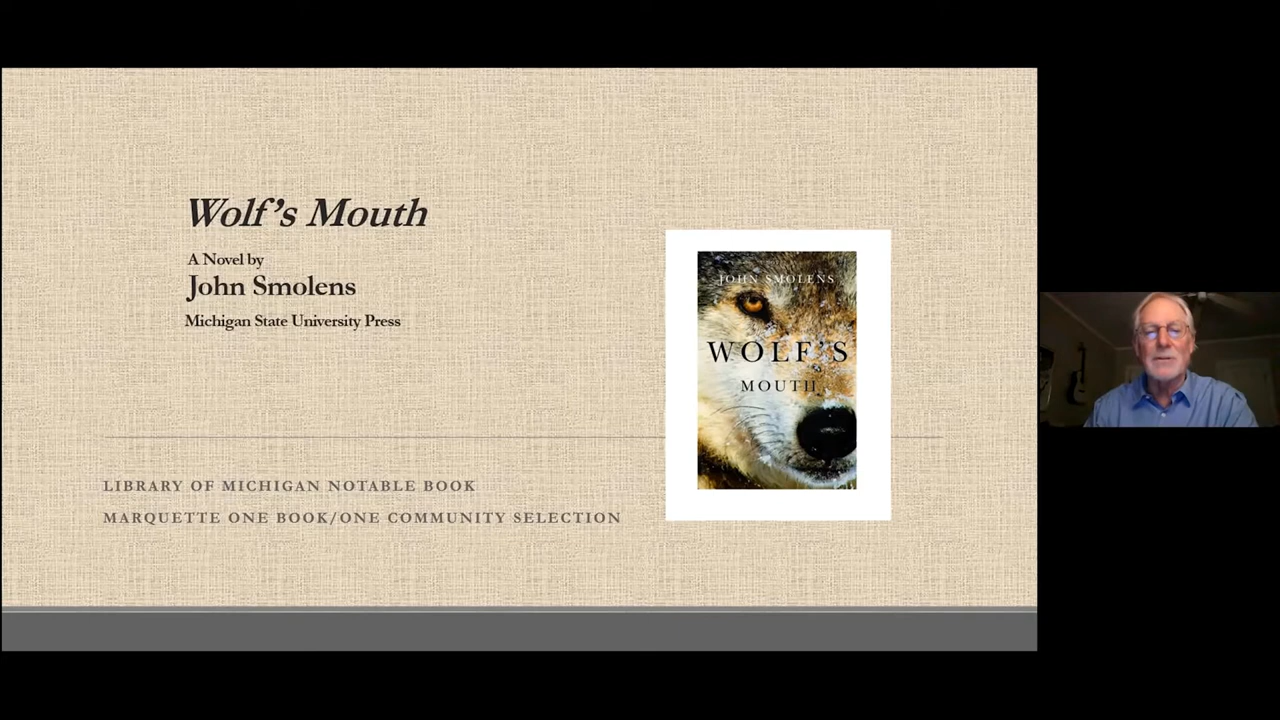 Wolf's Mouth
A Novel by
John Smolens
Michigan State University Press
LIBRARY OF MICHIGAN NOTABLE BOOK
MARQUETTE ONE BOOK/ONE COMMUNITY SELECTION
JOHN SMOLENS
WOLF'S
MOUTH